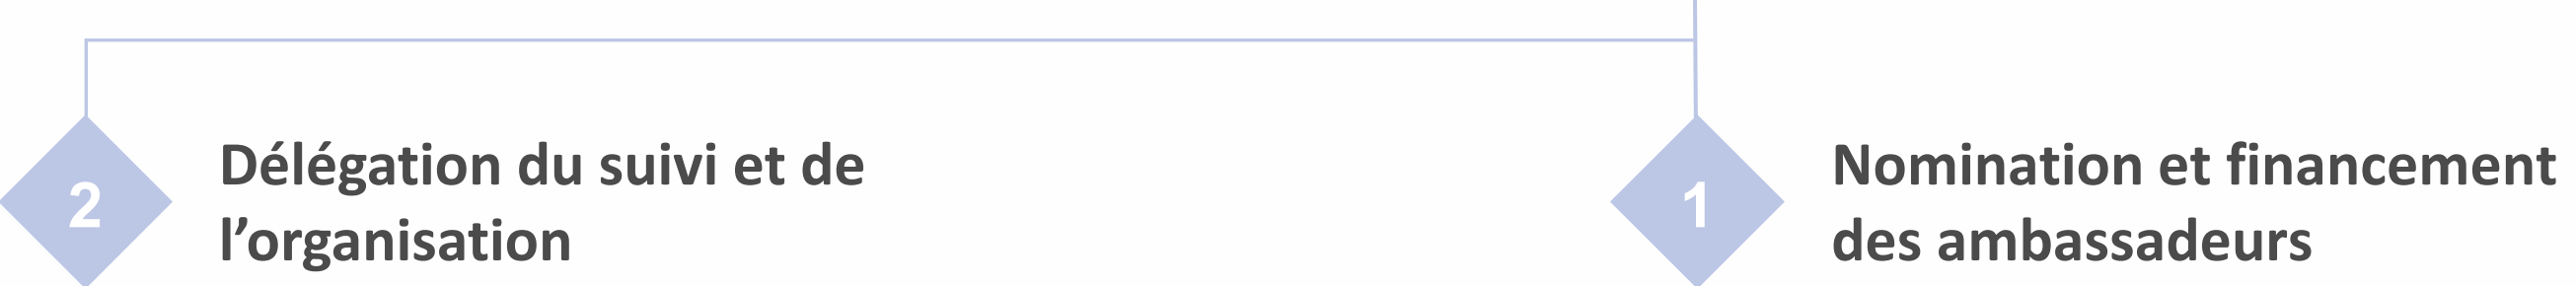 2
Délégation du suivi et de
l’organisation
1
Nomination et financement
des ambassadeurs